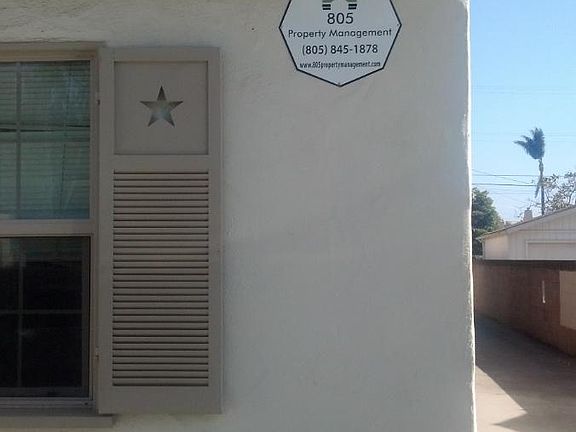 805
Property Management
(805) 845-1878
www.805propertymanagement.com